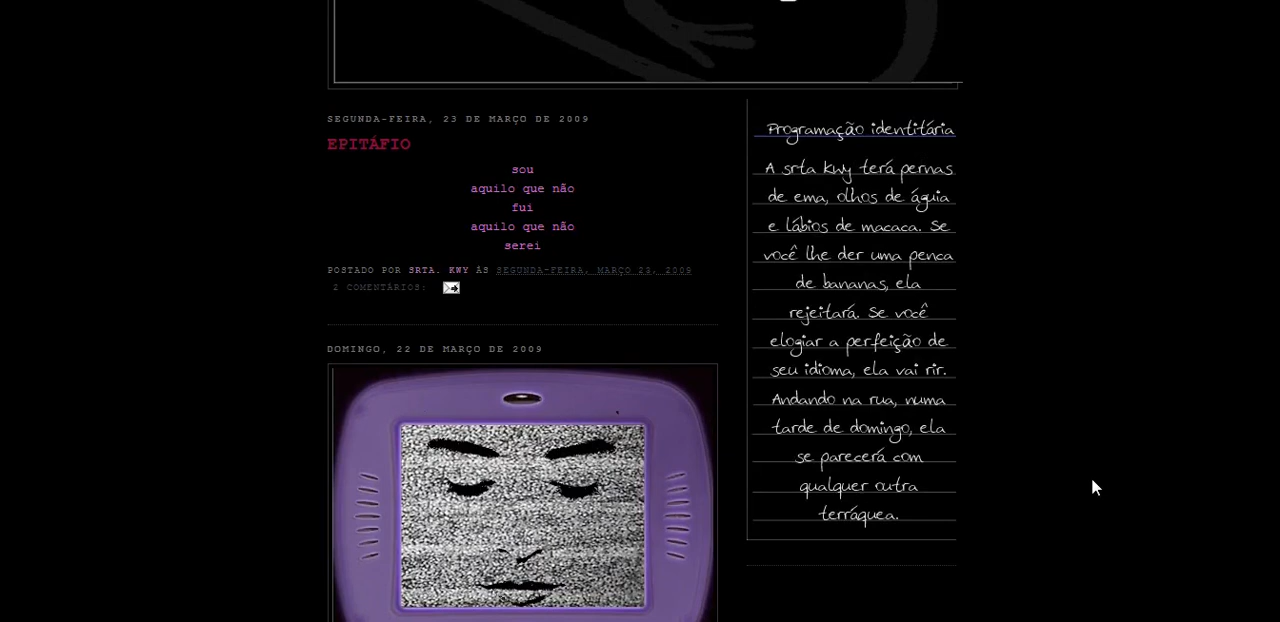 SEGUNDA-FEIRA, 23 DE MARÇO DE 2009
EPITÁFIO
sou
aquilo que não
fui
aquilo que não
serei
POSTADO POR SRTA. KWY ÀS SEGUNDA-FEIRA, MARÇO 23, 2009
2 COMENTÁRIOS:
DOMINGO, 22 DE MARÇO DE 2009
Programação identitária
A srta kwy terá pernas
de ema, olhos de águia
e lábios de macaca. Se
você lhe der uma penca
de bananas, ela
rejeitará. Se você
elogiar a perfeição de
seu idioma, ela vai rir.
Andando na rua, numa
tarde de domingo, ela
se parecerá com
qualquer outra
terráquea.